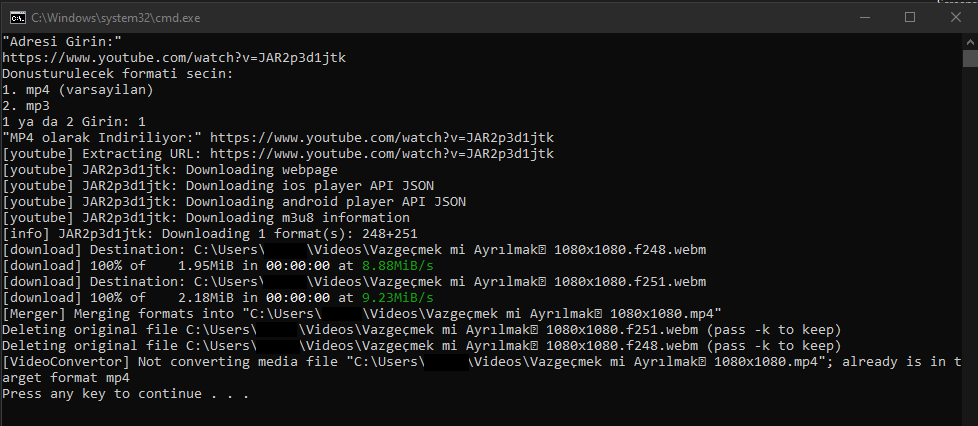 C:\Windows\system32\cmd.exe
"Adresi Girin:"
https://www.youtube.com/watch?v=JAR2p3d1jtk
Donusturulecek formati secin:
1. mp4 (varsayilan)
2. mp3
1 ya da 2 Girin: 1
"MP4 olarak Indiriliyor:" https://www.youtube.com/watch?v=JAR2p3d1jtk
[youtube] Extracting URL: https://www.youtube.com/watch?v=JAR2p3d1jtk
[youtube] JAR2p3d1jtk: Downloading webpage
[youtube] JAR2p3d1jtk: Downloading ios player API JSON
[youtube] JAR2p3d1jtk: Downloading android player API JSON
[youtube] JAR2p3d1jtk: Downloading m3u8 information
[info] JAR2p3d1jtk: Downloading 1 format(s): 248+251
[download] Destination: C:\Users\ \Videos\Vazgeçmek mi Ayrılmak 1080x1080.f248.webm
[download] 100% of 1.95MiB in 00:00:00 at 8.88MiB/s
[download] Destination: C:\Users\ \Videos\Vazgeçmek mi Ayrılmak 1080x1080.f251.webm
[download] 100% of 2.18MiB in 00:00:00 at 9.23MiB/s
[Merger] Merging formats into "C:\Users\ \Videos\Vazgeçmek mi Ayrılmak 1080x1080.mp4"
Deleting original file C:\Users\ \Videos\Vazgeçmek mi Ayrılmak 1080x1080.f251.webm (pass -k to keep)
Deleting original file C:\Users\ \Videos\Vazgeçmek mi Ayrılmak 1080x1080.f248.webm (pass -k to keep)
[VideoConvertor] Not converting media file "C:\Users\ \Videos\Vazgeçmek mi Ayrılmak 1080x1080.mp4"; already is in t
arget format mp4
Press any key to continue . . .